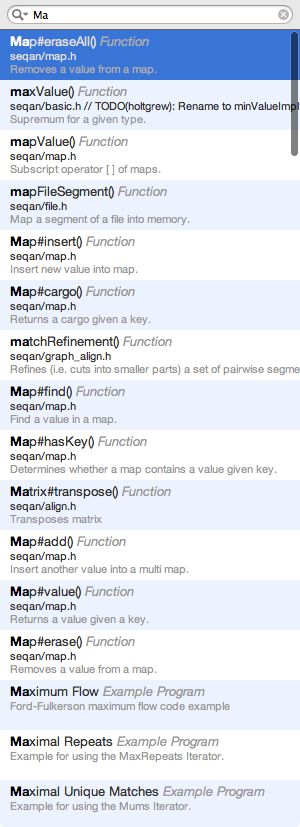 Ma
Map#eraseAll() Function
seqan/map.h
Removes a value from a map.
maxValue() Function
seqan/basic.h // TODO(holtgrew): Rename to minValueImpl
Supremum for a given type.
mapValue() Function
seqan/map.h
Subscript operator [ ] of maps.
mapFileSegment() Function
seqan/file.h
Map a segment of a file into memory.
Map#insert() Function
seqan/map.h
Insert new value into map.
Map#cargo() Function
seqan/map.h
Returns a cargo given a key.
matchRefinement() Function
seqan/graph_align.h
Refines (i.e. cuts into smaller parts) a set of pairwise segme
Map#find() Function
seqan/map.h
Find a value in a map.
Map#hasKey() Function
seqan/map.h
Determines whether a map contains a value given key.
Matrix#transpose() Function
seqan/align.h
Transposes matrix
Map#add() Function
seqan/map.h
Insert another value into a multi map.
Map#value() Function
seqan/map.h
Returns a value given a key.
Map#erase() Function
seqan/map.h
Removes a value from a map.
Maximum Flow Example Program
Ford-Fulkerson maximum flow code example
Maximal Repeats Example Program
Example for using the MaxRepeats Iterator.
Maximal Unique Matches Example Program
Example for using the Mums Iterator.